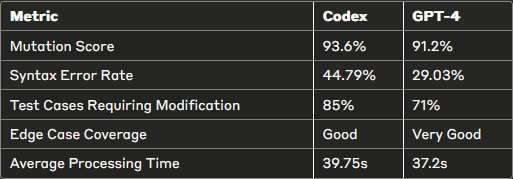 Metric Codex GPT-4
Mutation Score 93.6% 91.2%
Syntax Error Rate 44.79% 29.03%
Test Cases Requiring Modification 85% 71%
Edge Case Coverage Good Very Good
Average Processing Time 39.75s 37.2s